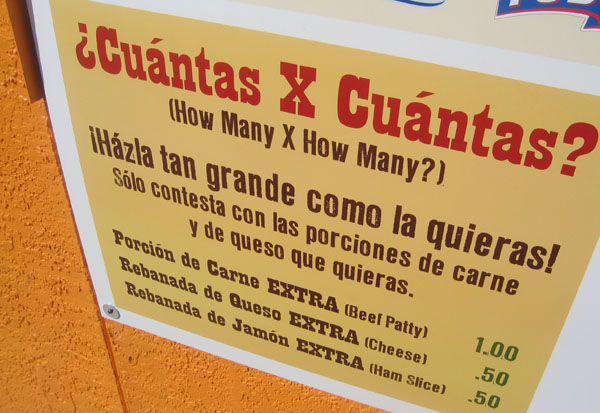 ¿Cuántas X Cuántas?
(How Many X How Many?)
¡Házla tan grande como la quieras!
Sólo contesta con las porciones de carne
y de queso que quieras.
Porción de Carne EXTRA (Beef Patty) 1.00
Rebanada de Queso EXTRA (Cheese) .50
Rebanada de Jamón EXTRA (Ham Slice) .50